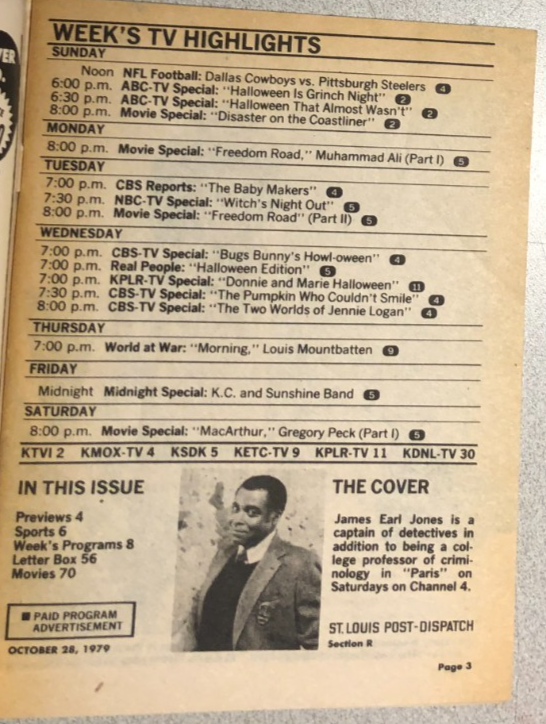 WEEK'S TV HIGHLIGHTS
SUNDAY
Noon NFL Football: Dallas Cowboys vs. Pittsburgh Steelers 4
6:00 p.m. ABC-TV Special: "Halloween Is Grinch Night" 2
6:30 p.m. ABC-TV Special: "Halloween That Almost Wasn't" 2
8:00 p.m. Movie Special: "Disaster on the Coastliner" 2
MONDAY
8:00 p.m. Movie Special: "Freedom Road," Muhammad Ali (Part I) 5
TUESDAY
7:00 p.m. CBS Reports: "The Baby Makers" 4
7:30 p.m. NBC-TV Special: "Witch's Night Out" 5
8:00 p.m. Movie Special: "Freedom Road" (Part II) 5
WEDNESDAY
7:00 p.m. CBS-TV Special: "Bugs Bunny's Howl-oween" 4
7:00 p.m. Real People: "Halloween Edition" 5
7:00 p.m. KPLR-TV Special: "Donnie and Marie Halloween" 11
7:30 p.m. CBS-TV Special: "The Pumpkin Who Couldn't Smile" 4
8:00 p.m. CBS-TV Special: "The Two Worlds of Jennie Logan" 4
THURSDAY
7:00 p.m. World at War: "Morning," Louis Mountbatten 9
FRIDAY
Midnight Midnight Special: K.C. and Sunshine Band 5
SATURDAY
8:00 p.m. Movie Special: "MacArthur," Gregory Peck (Part I) 5
KTVI 2 KMOX-TV 4 KSDK 5 KETC-TV 9 KPLR-TV 11 KDNL-TV 30
IN THIS ISSUE
Previews 4
Sports 6
Week's Programs 8
Letter Box 56
Movies 70
PAID PROGRAM
ADVERTISEMENT
OCTOBER 28, 1979
THE COVER
James Earl Jones is a
captain of detectives in
addition to being a col-
lege professor of crimi-
nology in "Paris" on
Saturdays on Channel 4.
ST. LOUIS POST-DISPATCH
Section R
Page 3